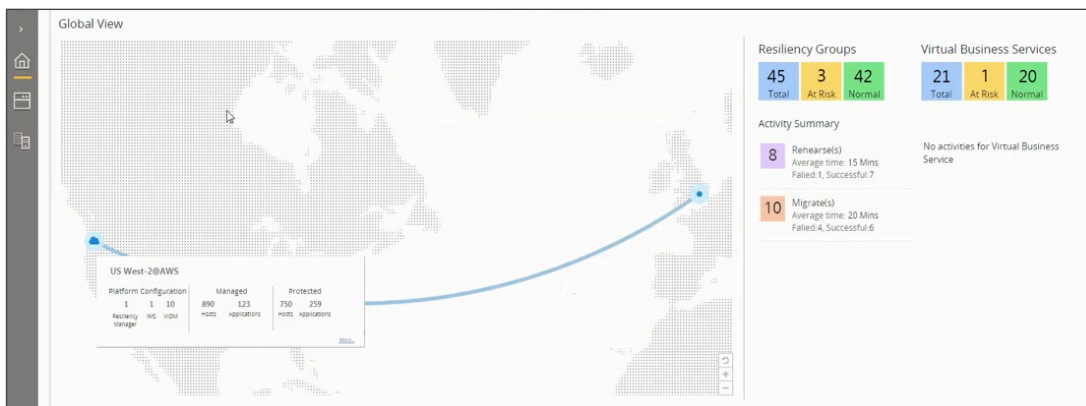 Global View
US West-2@AWS
Platform Configuration
1 1 10
Resiliency Manager IMS VIOM
Managed
890 123
Hosts Applications
Protected
750 259
Hosts Applications
More...
Resiliency Groups
45 3 42
Total At Risk Normal
Virtual Business Services
21 1 20
Total At Risk Normal
Activity Summary
8
Rehearse(s)
Average time: 15 Mins
Falied:1, Successful:7
10
Migrate(s)
Average time: 20 Mins
Falied:4, Successful:6
No activities for Virtual Business
Service